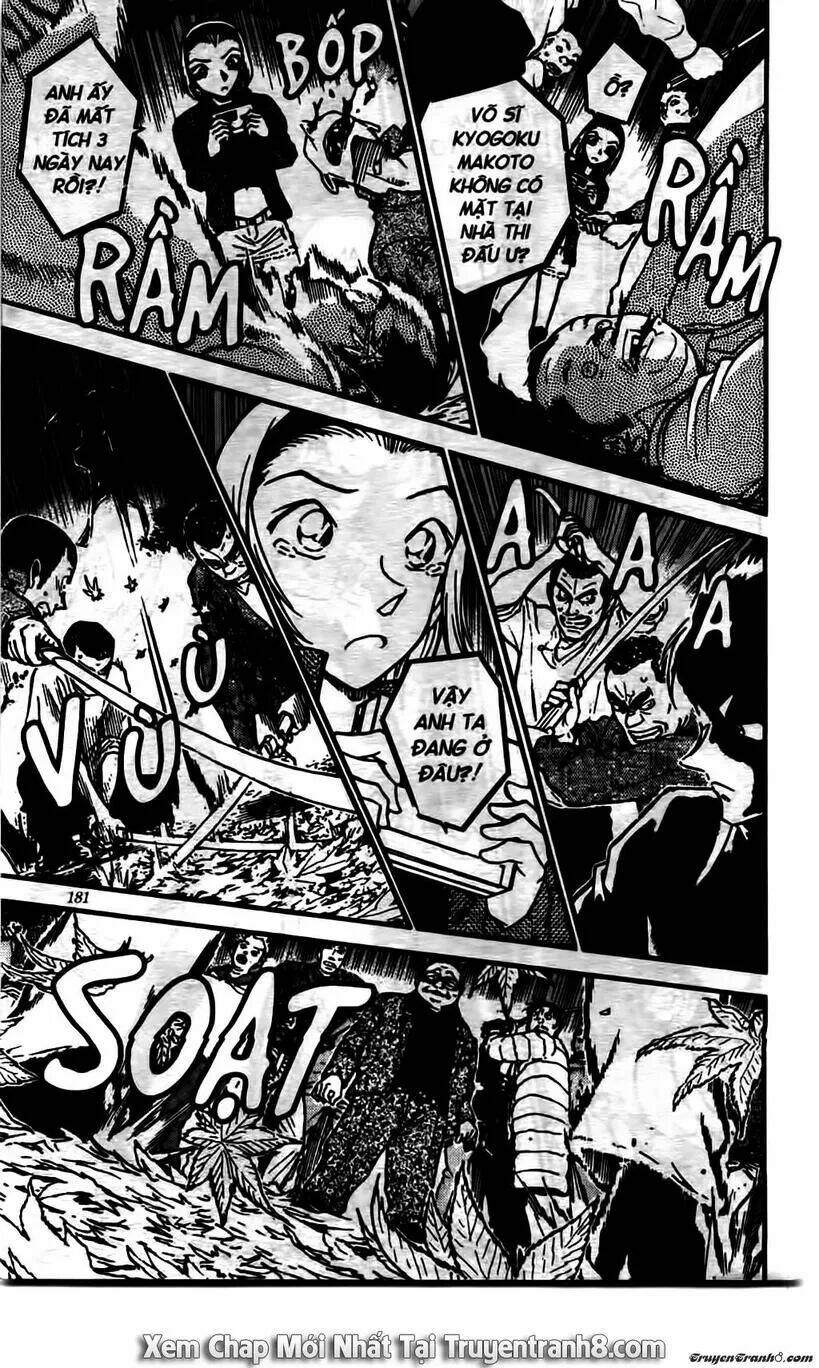 Ồ?
VÕ SĨ
KYOGOKU
MAKOTO
KHÔNG CÓ
MẶT TẠI
NHÀ THI
ĐẤU Ư?
RẦM
BỐP
ANH ẤY
ĐÃ MẤT
TÍCH 3
NGÀY NAY
RỒI?!
RẦM
A A A A
VẬY
ANH TA
ĐANG Ở
ĐÂU?!
VÙ Ù
181
SOẠT
Xem Chap Mới Nhất Tại Truyentranh8.com
TruyenTranh8.com